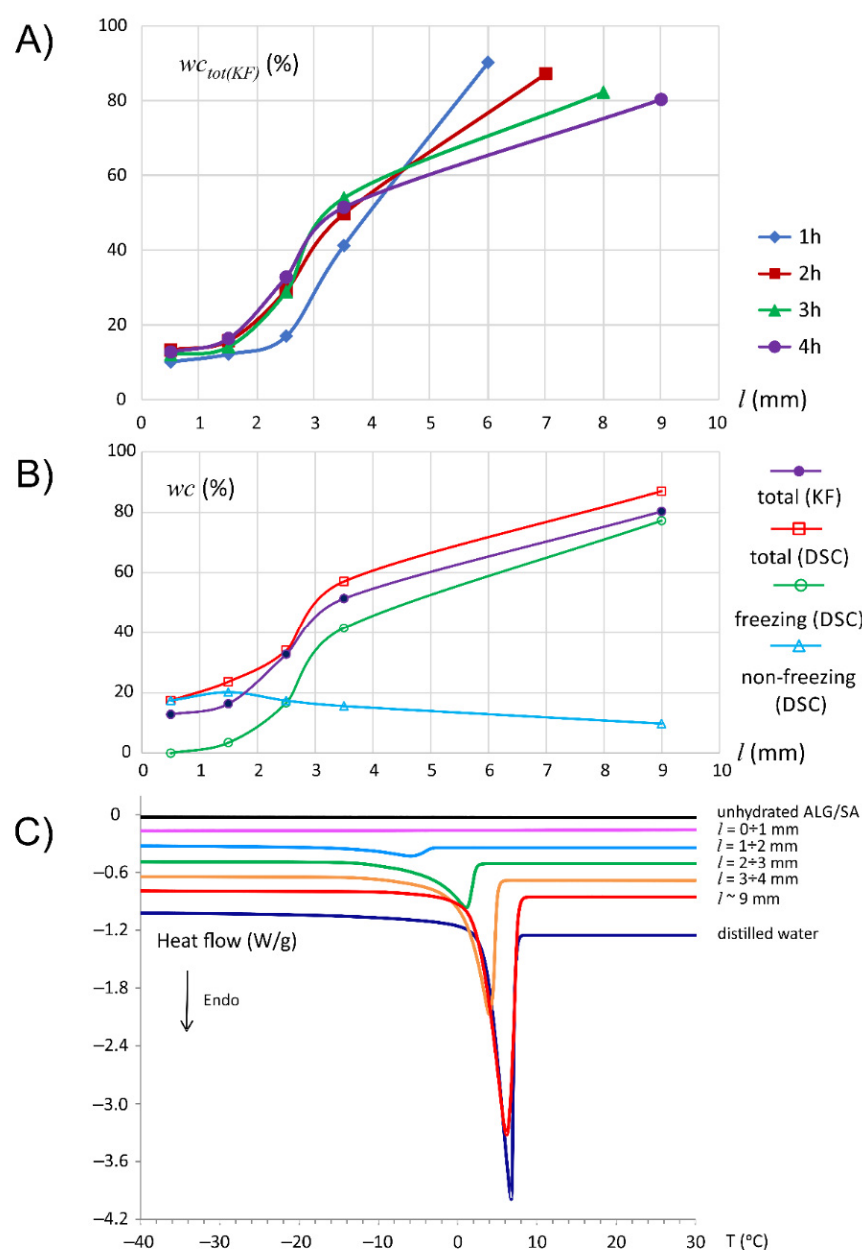 A)
wc_tot(KF) (%)
100
80
60
40
20
0
0 1 2 3 4 5 6 7 8 9 10
l (mm)
1h
2h
3h
4h
B)
wc (%)
100
80
60
40
20
0
0 1 2 3 4 5 6 7 8 9 10
l (mm)
total (KF)
total (DSC)
freezing (DSC)
non-freezing
(DSC)
C)
0
−0.6
−1.2
−1.8
−2.4
−3.0
−3.6
−4.2
Heat flow (W/g)
Endo
unhydrated ALG/SA
l = 0÷1 mm
l = 1÷2 mm
l = 2÷3 mm
l = 3÷4 mm
l ~ 9 mm
distilled water
−40 −30 −20 −10 0 10 20 30
T (°C)